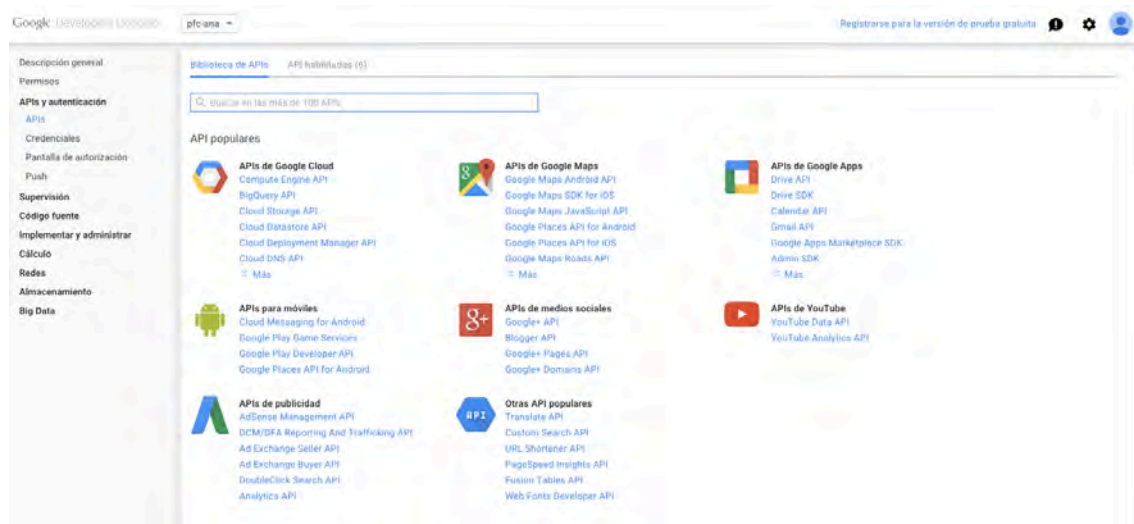 Google Developers Console
pfc-ana
Registrarse para la versión de prueba gratuita
Descripción general
Permisos
APIs y autenticación
APIs
Credenciales
Pantalla de autorización
Push
Supervisión
Código fuente
Implementar y administrar
Cálculo
Redes
Almacenamiento
Big Data
Biblioteca de APIs
API habilitadas (6)
Buscar en las más de 100 APIs
API populares
APIs de Google Cloud
Compute Engine API
BigQuery API
Cloud Storage API
Cloud Datastore API
Cloud Deployment Manager API
Cloud DNS API
Más
8
APIs de Google Maps
Google Maps Android API
Google Maps SDK for iOS
Google Maps JavaScript API
Google Places API for Android
Google Places API for iOS
Google Maps Roads API
Más
APIs de Google Apps
Drive API
Drive SDK
Calendar API
Gmail API
Google Apps Marketplace SDK
Admin SDK
Más
APIs para móviles
Cloud Messaging for Android
Google Play Game Services
Google Play Developer API
Google Places API for Android
8+
APIs de medios sociales
Google+ API
Blogger API
Google+ Pages API
Google+ Domains API
APIs de YouTube
YouTube Data API
YouTube Analytics API
APIs de publicidad
AdSense Management API
DCM/DFA Reporting And Trafficking API
Ad Exchange Seller API
Ad Exchange Buyer API
DoubleClick Search API
Analytics API
API
Otras API populares
Translate API
Custom Search API
URL Shortener API
PageSpeed Insights API
Fusion Tables API
Web Fonts Developer API